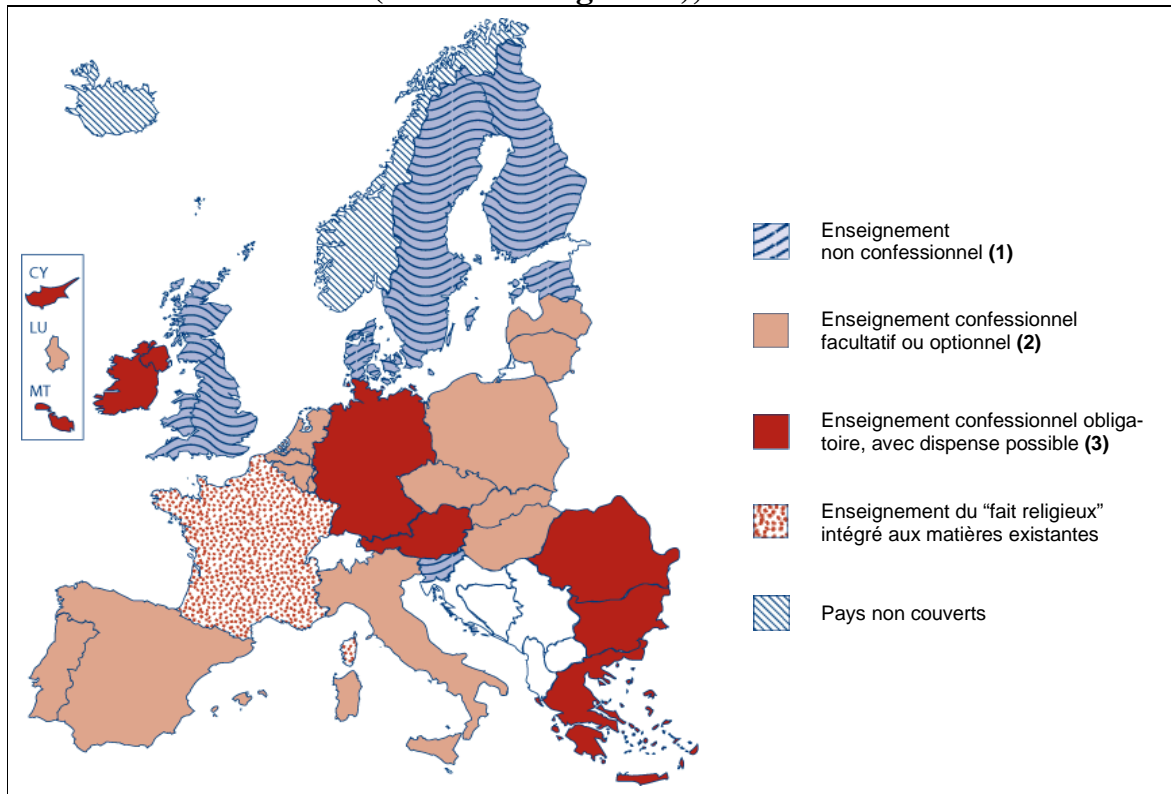 CY
LU
MT
Enseignement
non confessionnel (1)
Enseignement confessionnel
facultatif ou optionnel (2)
Enseignement confessionnel obliga-
toire, avec dispense possible (3)
Enseignement du “fait religieux”
intégré aux matières existantes
Pays non couverts